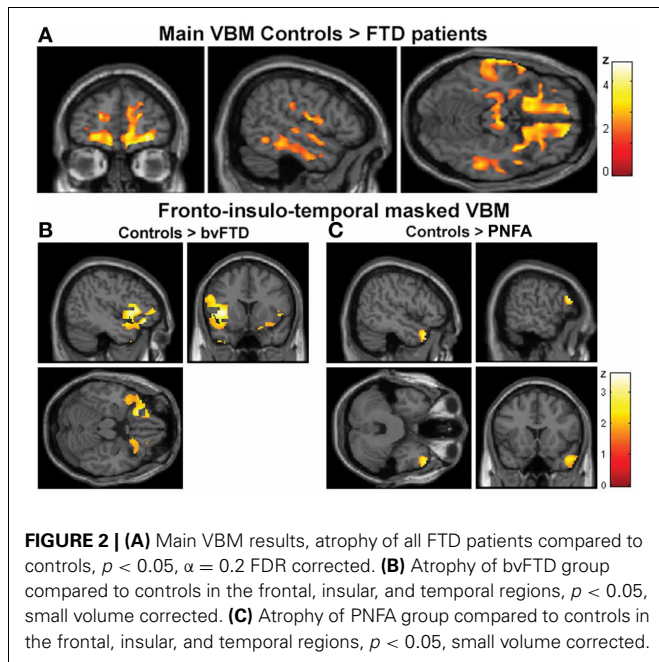 A
Main VBM Controls > FTD patients
z
4
2
0
Fronto-insulo-temporal masked VBM
B
Controls > bvFTD
C
Controls > PNFA
z
3
2
1
0
FIGURE 2 | (A) Main VBM results, atrophy of all FTD patients compared to
controls, p < 0.05, α = 0.2 FDR corrected. (B) Atrophy of bvFTD group
compared to controls in the frontal, insular, and temporal regions, p < 0.05,
small volume corrected. (C) Atrophy of PNFA group compared to controls in
the frontal, insular, and temporal regions, p < 0.05, small volume corrected.